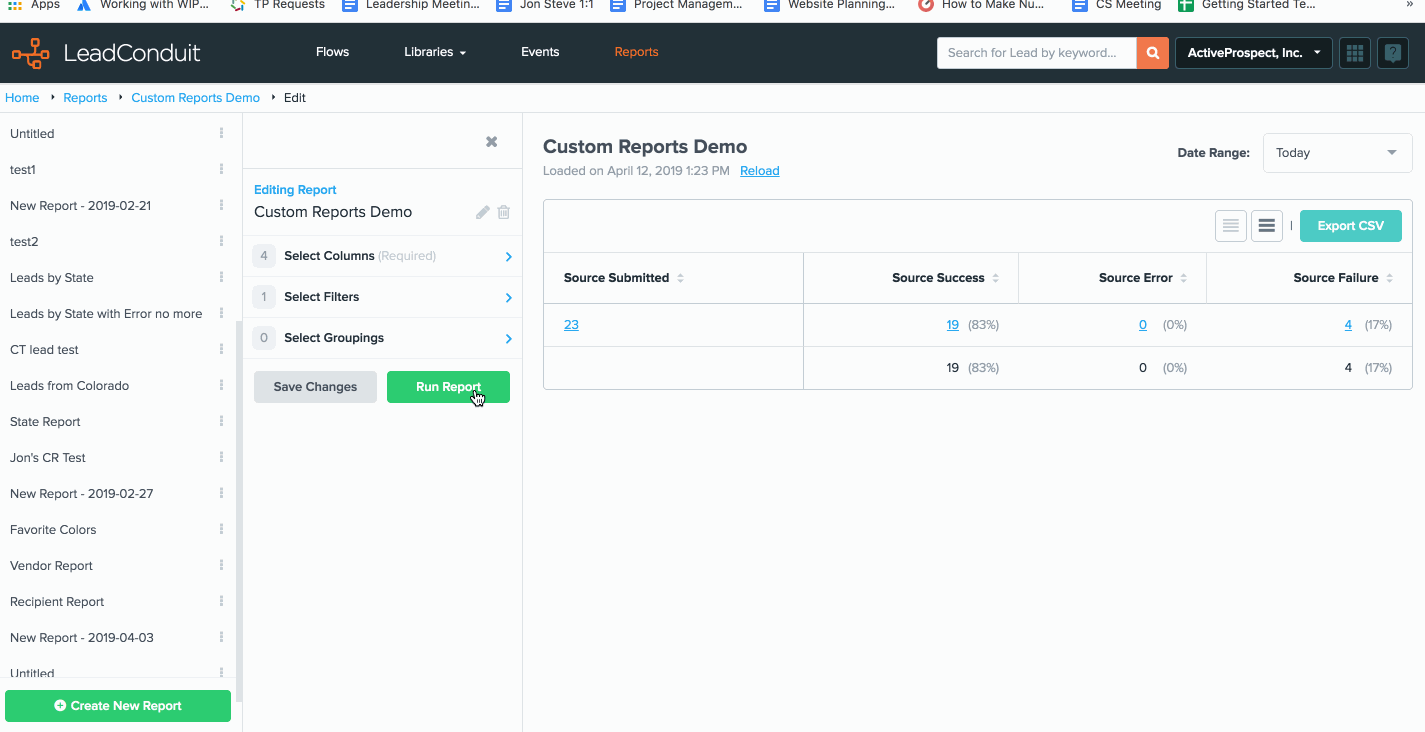 Apps Working with WIP... TP Requests Leadership Meetin... Jon Steve 1:1 Project Managem... Website Planning... How to Make Nu... CS Meeting Getting Started Te... »
LeadConduit Flows Libraries Events Reports Search for Lead by keyword... ActiveProspect, Inc. ?
Home Reports Custom Reports Demo Edit
Untitled
test1
New Report - 2019-02-21
test2
Leads by State
Leads by State with Error no more
CT lead test
Leads from Colorado
State Report
Jon's CR Test
New Report - 2019-02-27
Favorite Colors
Vendor Report
Recipient Report
New Report - 2019-04-03
Untitled
Create New Report
Editing Report
Custom Reports Demo
4 Select Columns (Required)
1 Select Filters
0 Select Groupings
Save Changes Run Report
Custom Reports Demo
Loaded on April 12, 2019 1:23 PM Reload
Date Range: Today
| Export CSV
Source Submitted Source Success Source Error Source Failure
23 19 (83%) 0 (0%) 4 (17%)
19 (83%) 0 (0%) 4 (17%)